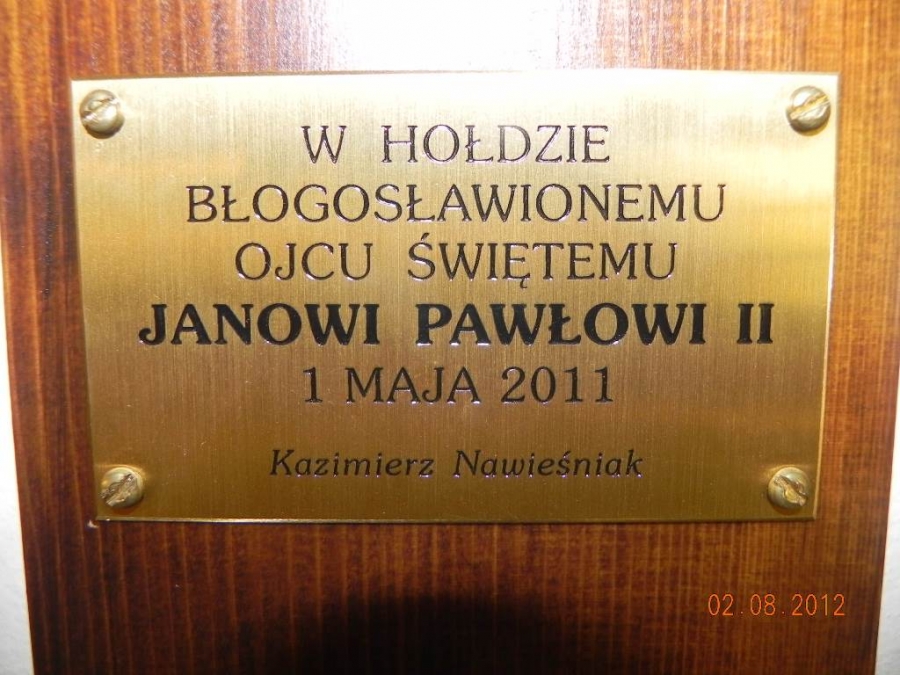 W HOŁDZIE
BŁOGOSŁAWIONEMU
OJCU ŚWIĘTEMU
JANOWI PAWŁOWI II
1 MAJA 2011
Kazimierz Nawieśniak
02.08.2012